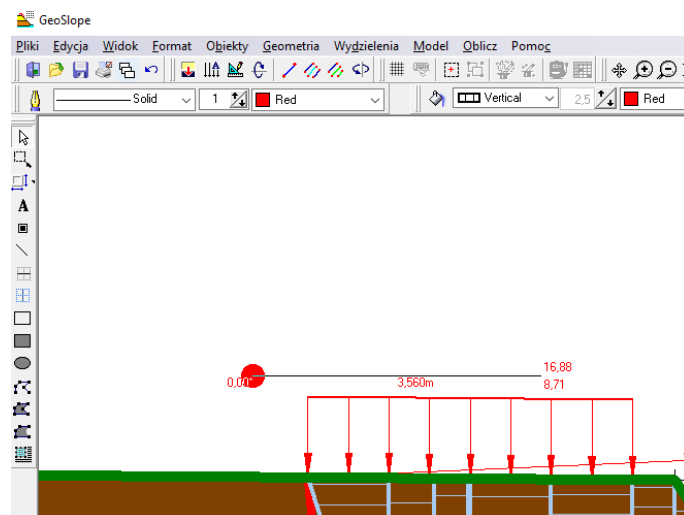 GeoSlope
Pliki Edycja Widok Format Obiekty Geometria Wydzielenia Model Oblicz Pomoc
Solid 1 Red Vertical 2,5 Red
A
16,88
0,00° 3,560m
8,71